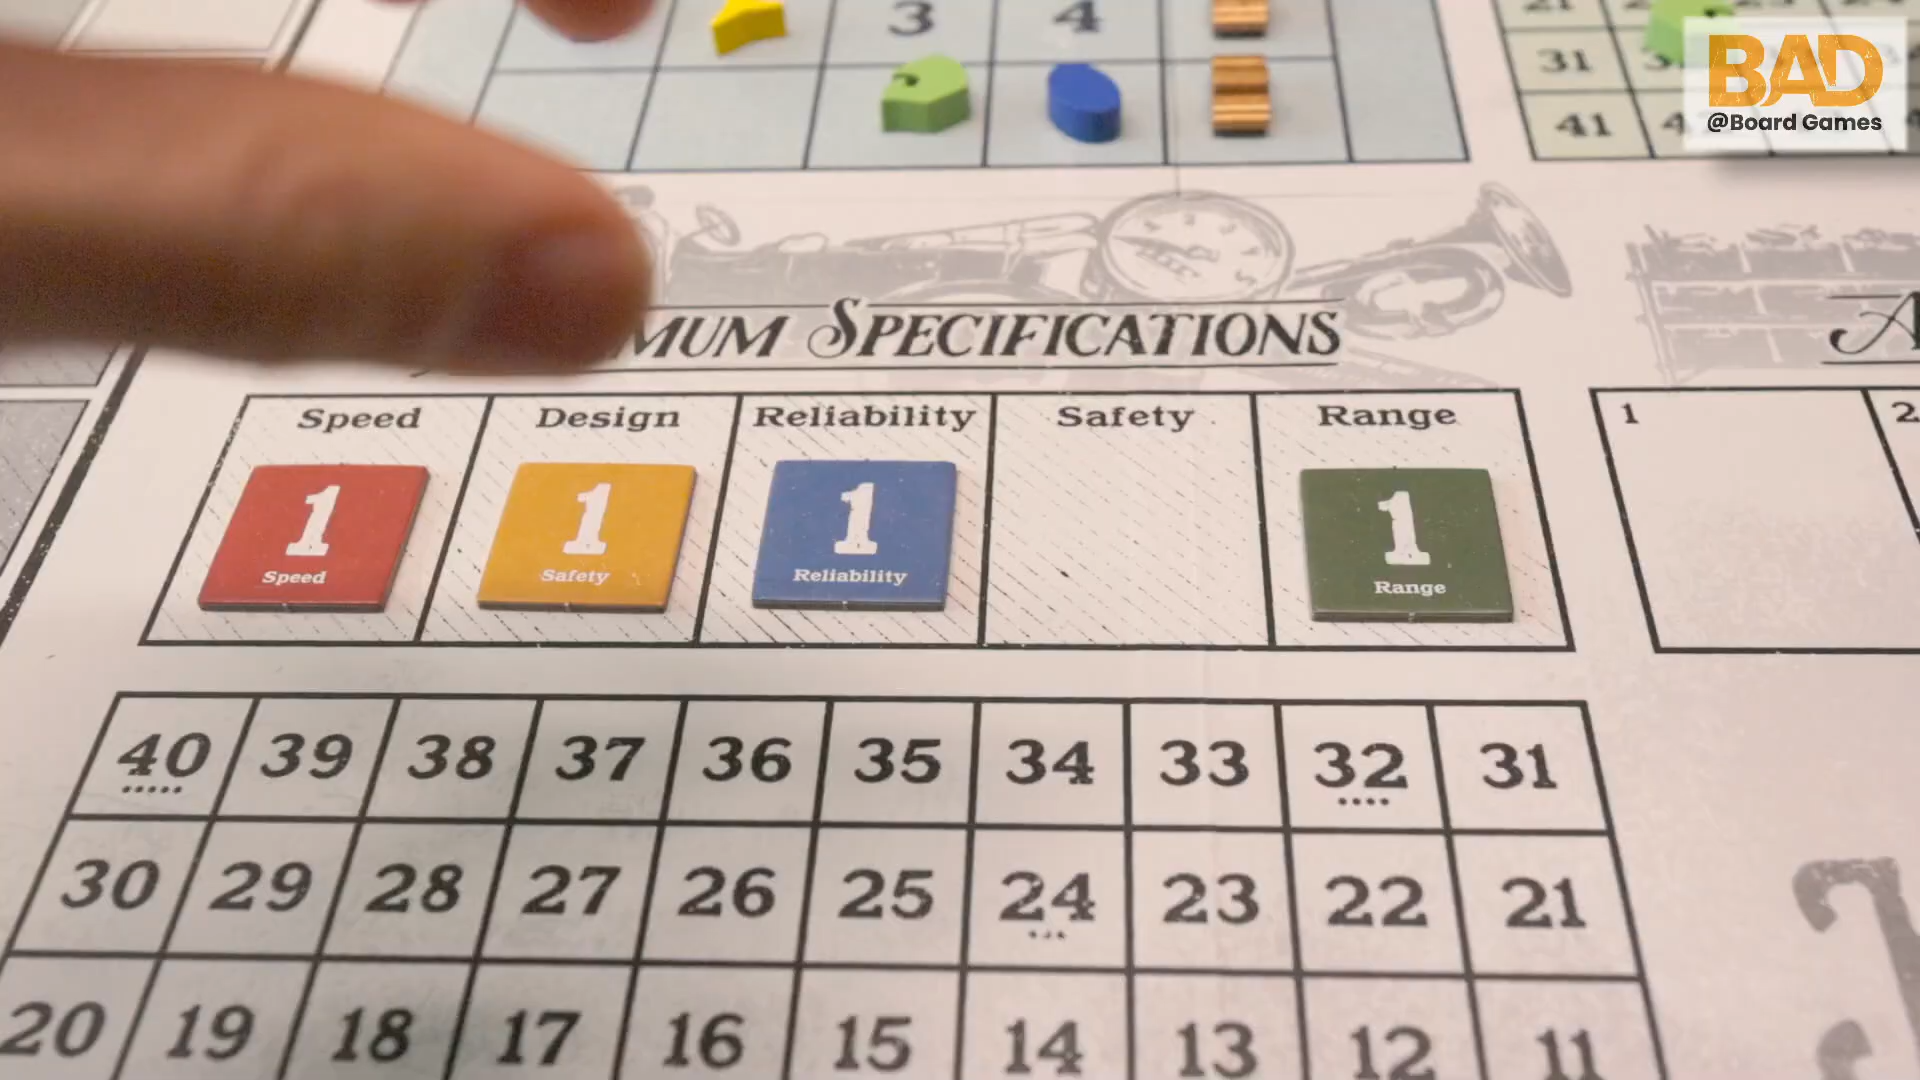 3 4
21
31
41
BAD
@Board Games
MUM SPECIFICATIONS
A
Speed Design Reliability Safety Range
1 1 1 1
Speed Safety Reliability Range
1 2
40 39 38 37 36 35 34 33 32 31
30 29 28 27 26 25 24 23 22 21
20 19 18 17 16 15 14 13 12 11